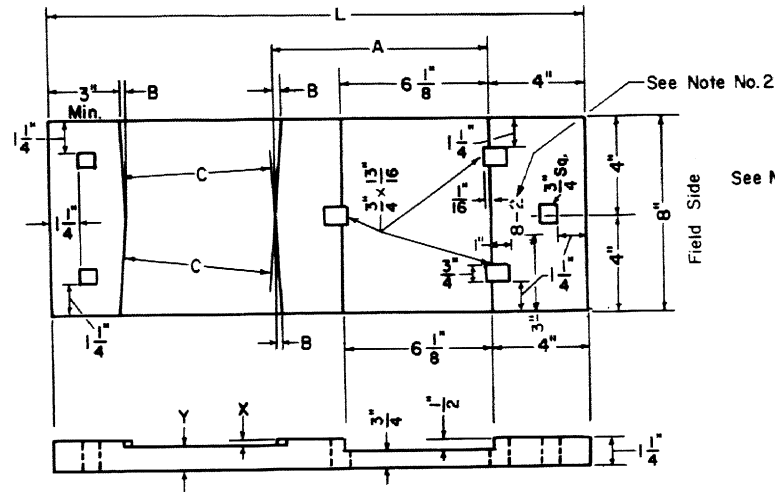 L
A
3"
Min.
B
B
6 1/8"
4"
See Note No. 2
1 1/4"
1 1/4"
C
3/4" x 13/16"
1/16"
8-2
3/4" Sq.
4"
8"
Field Side
See N
1 1/4"
1"
C
3/4"
1 1/4"
4"
3"
1 1/4"
B
6 1/8"
4"
Y
X
3/4"
1/2"
1 1/4"